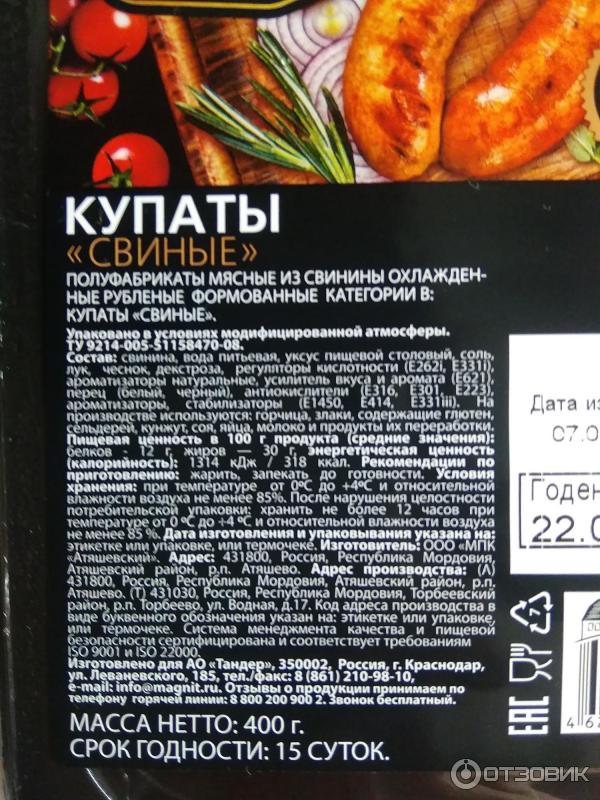 КУПАТЫ
«СВИНЫЕ»
ПОЛУФАБРИКАТЫ МЯСНЫЕ ИЗ СВИНИНЫ ОХЛАЖДЕН-
НЫЕ РУБЛЕНЫЕ ФОРМОВАННЫЕ КАТЕГОРИИ В:
КУПАТЫ «СВИНЫЕ».
Упаковано в условиях модифицированной атмосферы.
ТУ 9214-005-51158470-08.
Состав: свинина, вода питьевая, уксус пищевой столовый, соль,
лук, чеснок, декстроза, регуляторы кислотности (E262i, E331i),
ароматизаторы натуральные, усилитель вкуса и аромата (E621),
перец (белый, черный), антиокислители (E316, E301, E223),
ароматизаторы, стабилизаторы (E1450, E414, E331iii). На
производстве используются: горчица, злаки, содержащие глютен,
сельдерей, кунжут, соя, яйца, молоко и продукты их переработки.
Пищевая ценность в 100 г продукта (средние значения):
белков - 12 г, жиров — 30 г, энергетическая ценность
(калорийность): 1314 кДж / 318 ккал. Рекомендации по
приготовлению: жарить, запекать до готовности. Условия
хранения: при температуре от 0ºС до +4ºС и относительной
влажности воздуха не менее 85%. После нарушения целостности
потребительской упаковки: хранить не более 12 часов при
температуре от 0 ºС до +4 ºС и относительной влажности воздуха
не менее 85 %. Дата изготовления и упаковывания указана на:
этикетке или упаковке, или термочеке. Изготовитель: ООО «МПК
«Атяшевский». Адрес: 431800, Россия, Республика Мордовия,
Атяшевский район, р.п. Атяшево. Адрес производства: (Л)
431800, Россия, Республика Мордовия, Атяшевский район, р.п.
Атяшево. (Т) 431030, Россия, Республика Мордовия, Торбеевский
район, р.п. Торбеево, ул. Водная, д.17. Код адреса производства в
виде буквенного обозначения указан на: этикетке или упаковке,
или термочеке. Система менеджмента качества и пищевой
безопасности сертифицирована и соответствует требованиям
ISO 9001 и ISO 22000.
Изготовлено для АО «Тандер», 350002, Россия, г. Краснодар,
ул. Леваневского, 185, тел./факс: 8 (861) 210-98-10,
e-mail: info@magnit.ru. Отзывы о продукции принимаем по
телефону горячей линии: 8 800 200 900 2. Звонок бесплатный.
МАССА НЕТТО: 400 г.
СРОК ГОДНОСТИ: 15 СУТОК.
Дата из
07.0
Годен
22.0
7
EAC
ОТЗОВИК